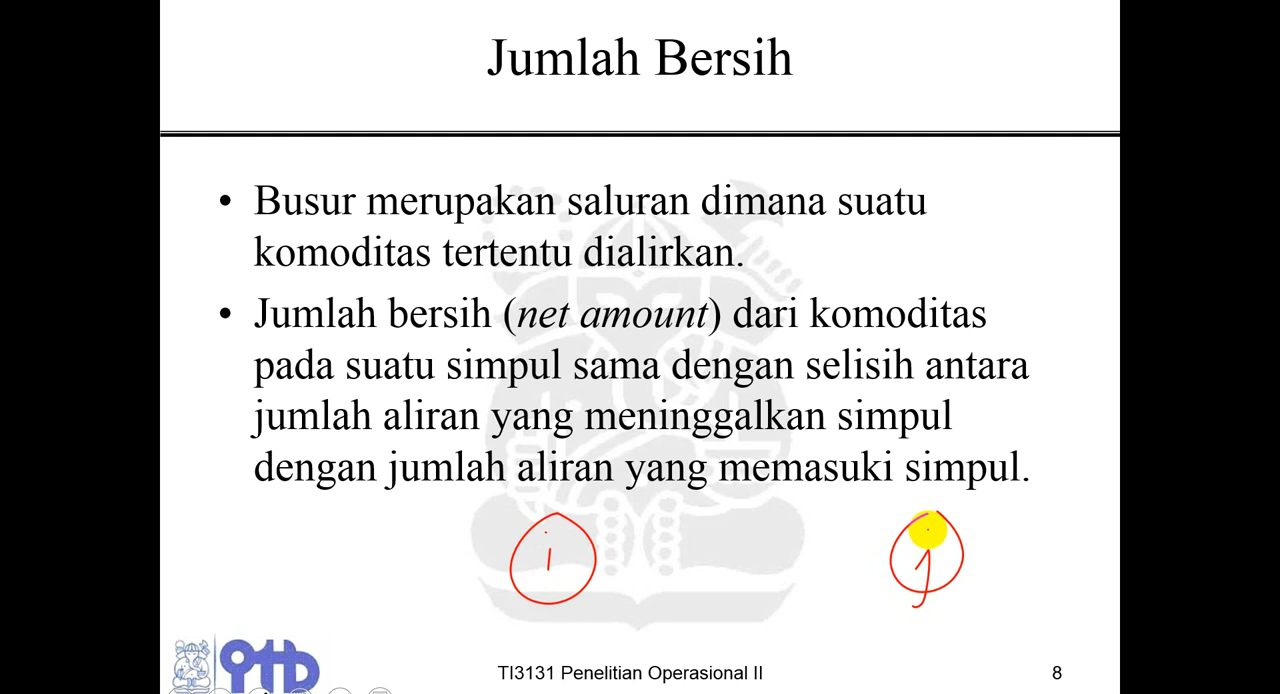 Jumlah Bersih
• Busur merupakan saluran dimana suatu
komoditas tertentu dialirkan.
• Jumlah bersih (net amount) dari komoditas
pada suatu simpul sama dengan selisih antara
jumlah aliran yang meninggalkan simpul
dengan jumlah aliran yang memasuki simpul.
i j
TI3131 Penelitian Operasional II 8